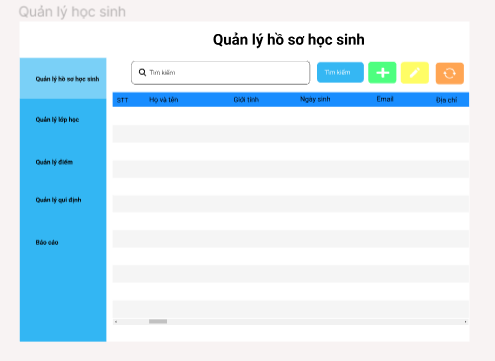 Quản lý học sinh
Quản lý hồ sơ học sinh
Quản lý hồ sơ học sinh
Tìm kiếm
Tìm kiếm
STT Họ và tên Giới tính Ngày sinh Email Địa chỉ
Quản lý lớp học
Quản lý điểm
Quản lý qui định
Báo cáo